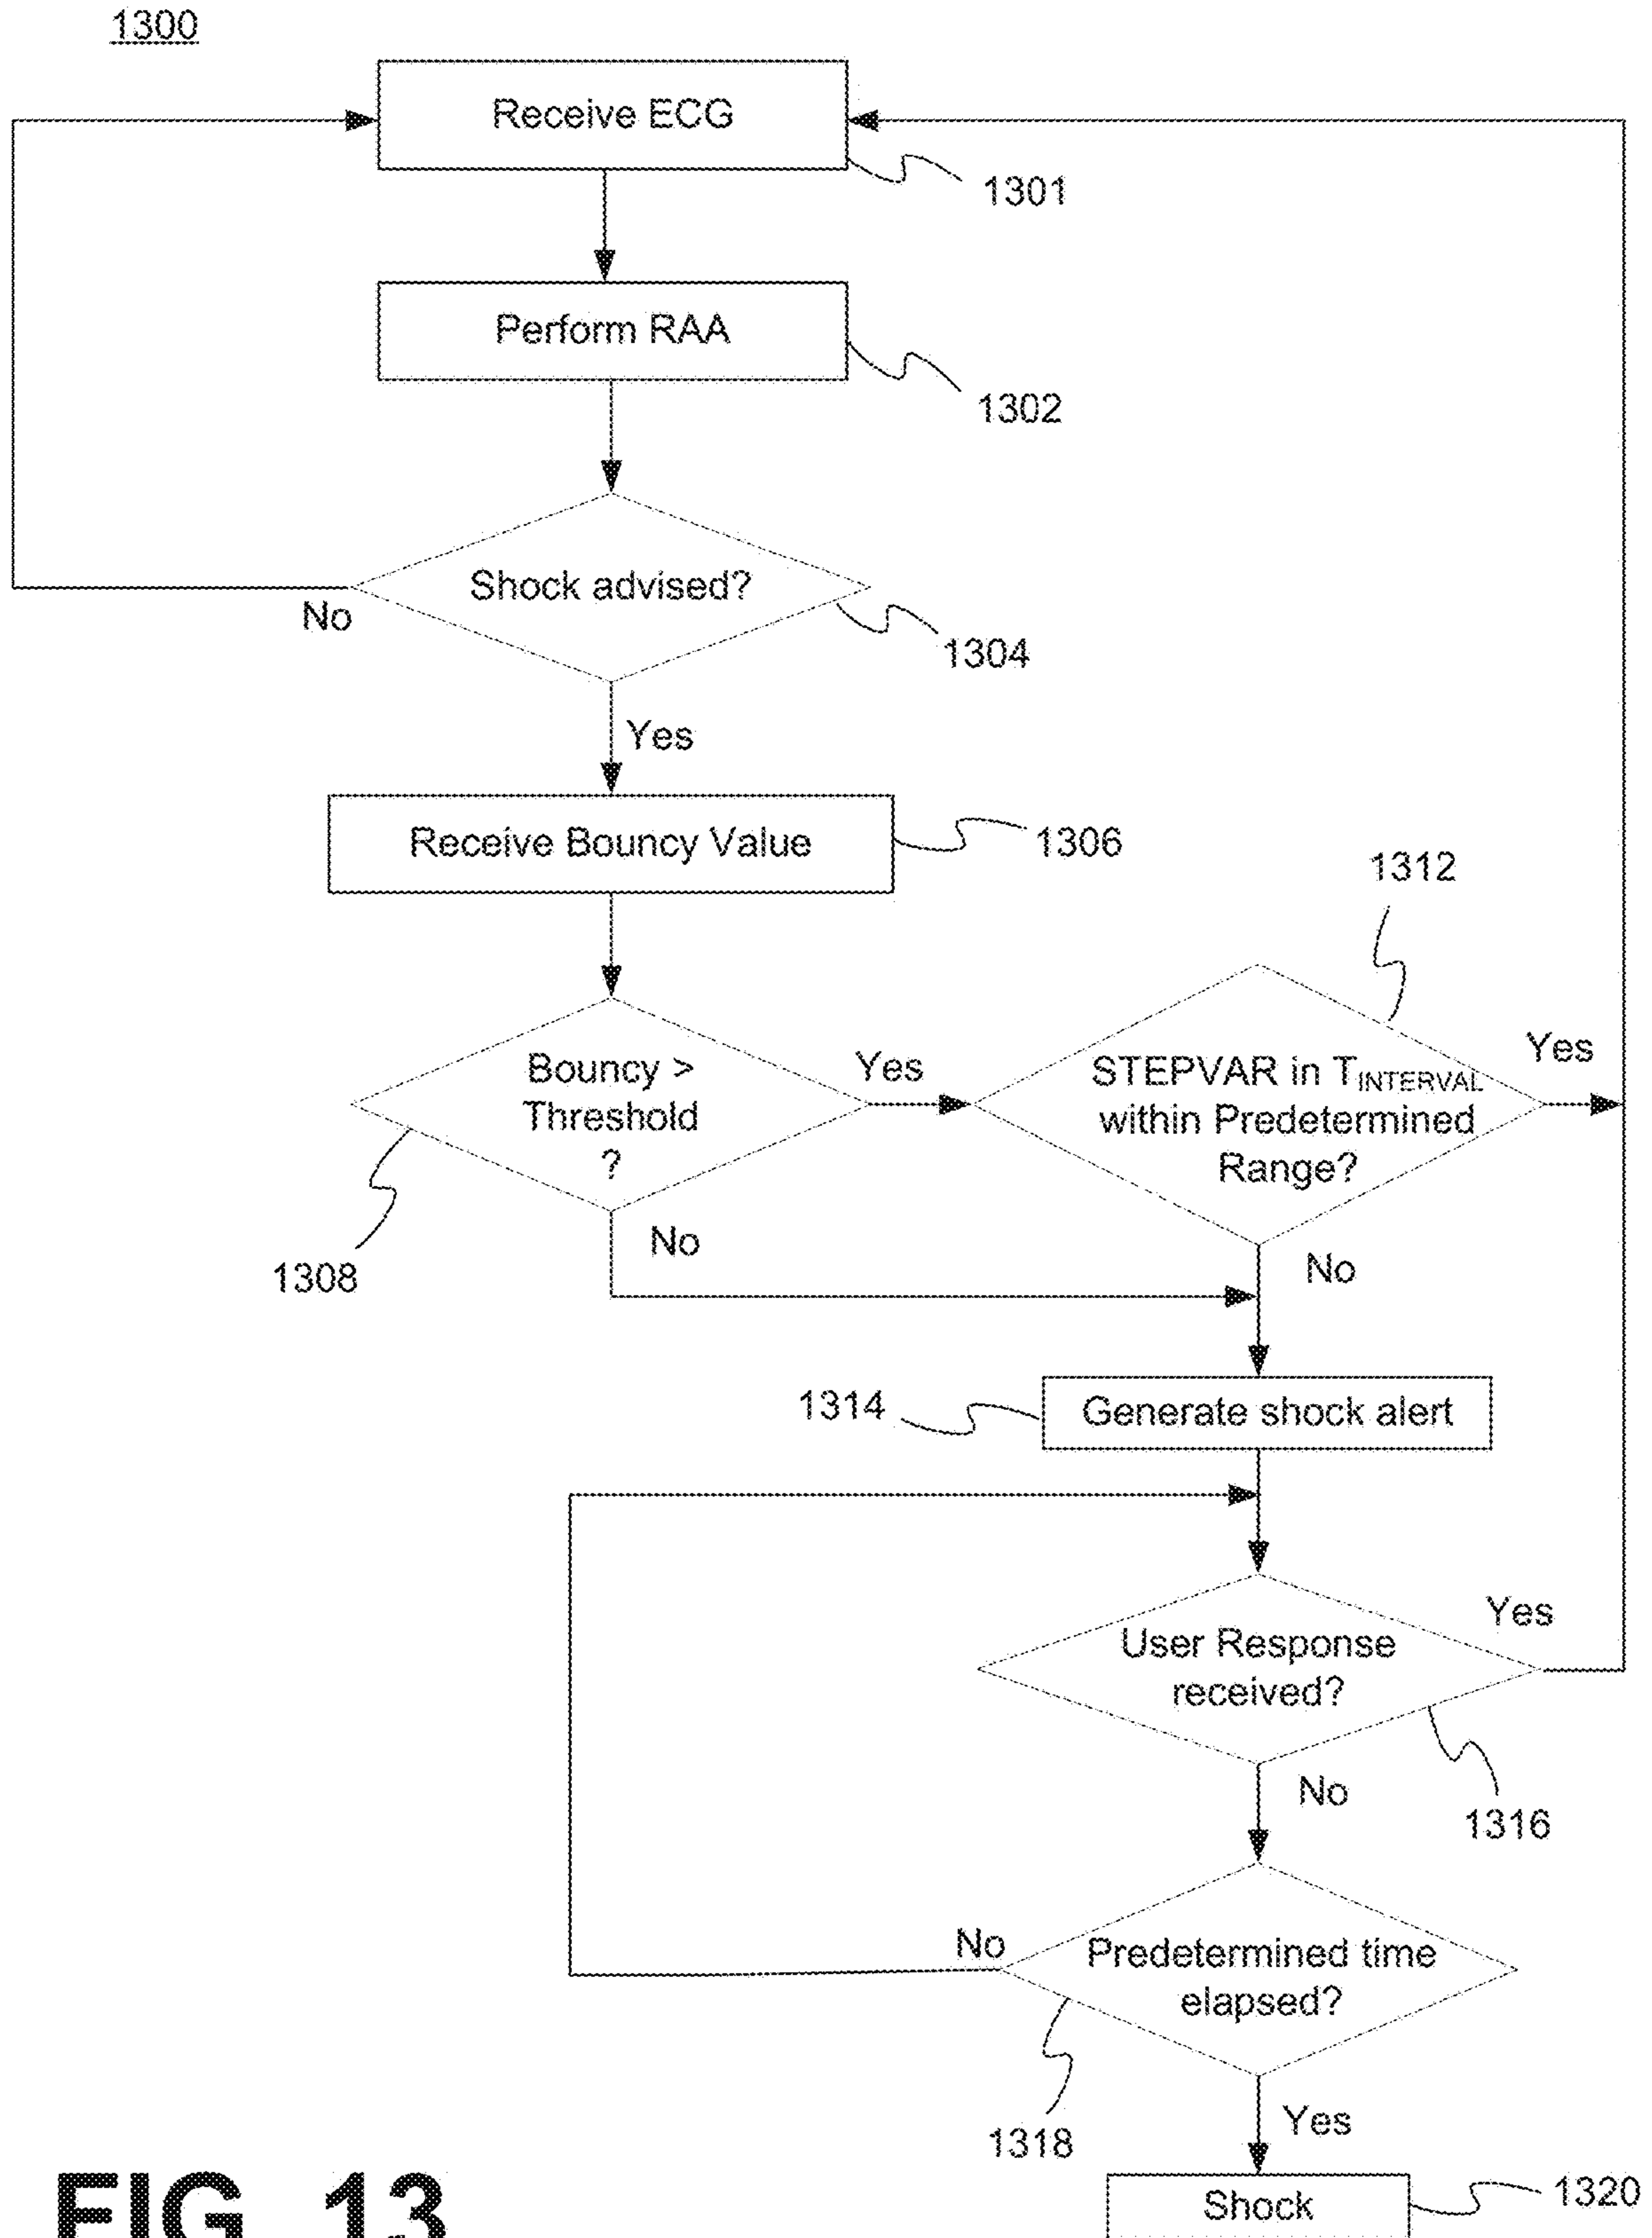 1300
Receive ECG
1301
Perform RAA
1302
Shock advised?
No
1304
Yes
Receive Bouncy Value
1306
1312
Bouncy >
Threshold
?
Yes
STEPVAR in TINTERVAL
within Predetermined
Range?
Yes
No
1308
No
1314
Generate shock alert
User Response
received?
Yes
No
1316
No
Predetermined time
elapsed?
1318
Yes
Shock
1320
FIG. 13